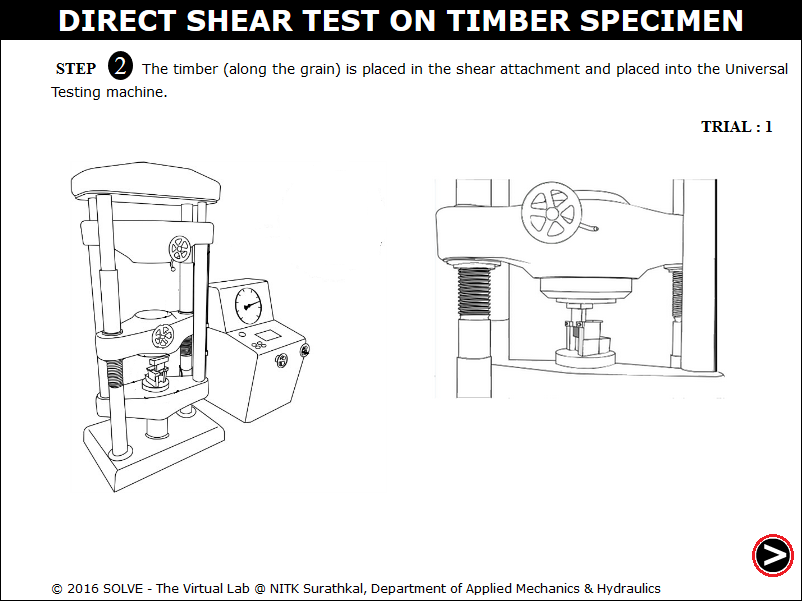 DIRECT SHEAR TEST ON TIMBER SPECIMEN
STEP 2 The timber (along the grain) is placed in the shear attachment and placed into the Universal
Testing machine.
TRIAL : 1
© 2016 SOLVE - The Virtual Lab @ NITK Surathkal, Department of Applied Mechanics & Hydraulics